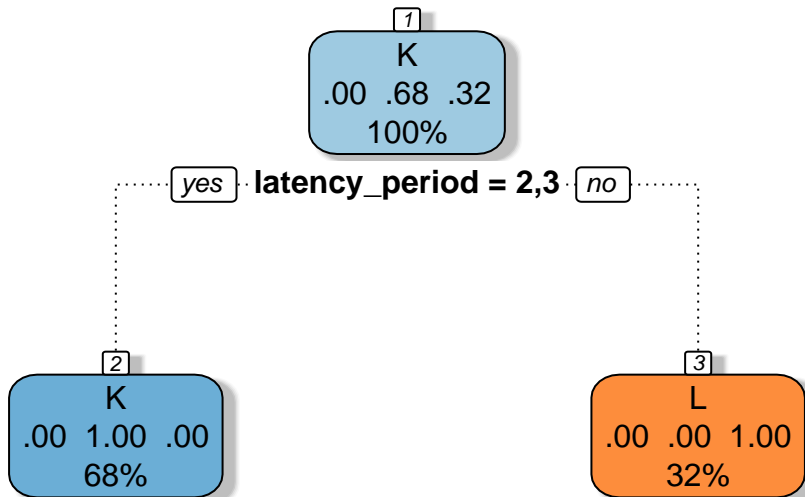 1
K
.00 .68 .32
100%
yes latency_period = 2,3 no
2
K
.00 1.00 .00
68%
3
L
.00 .00 1.00
32%